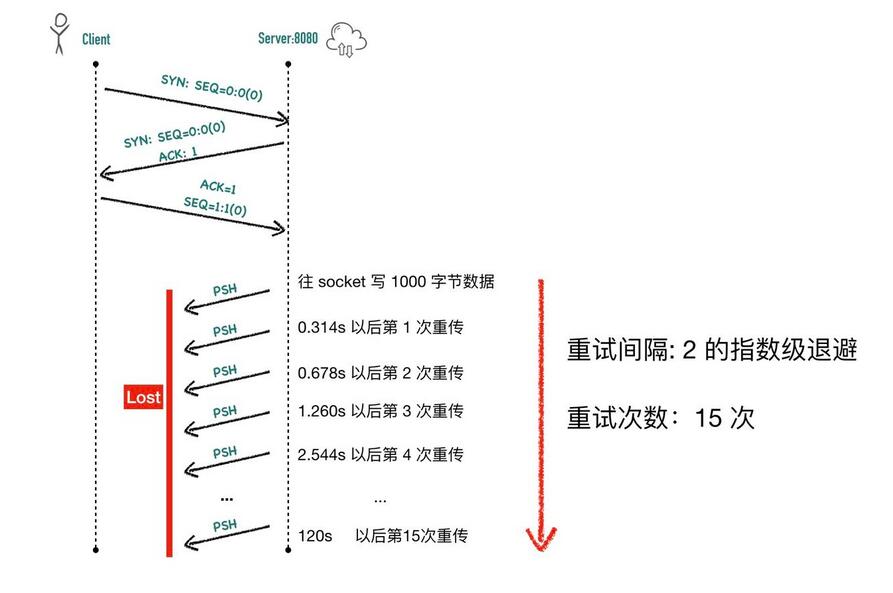 Client
Server:8080
SYN: SEQ=0:0(0)
SYN: SEQ=0:0(0)
ACK: 1
ACK=1
SEQ=1:1(0)
PSH
往 socket 写 1000 字节数据
PSH
0.314s 以后第 1 次重传
PSH
0.678s 以后第 2 次重传
Lost
PSH
1.260s 以后第 3 次重传
PSH
2.544s 以后第 4 次重传
...
...
PSH
120s 以后第15次重传
重试间隔: 2 的指数级退避
重试次数：15 次